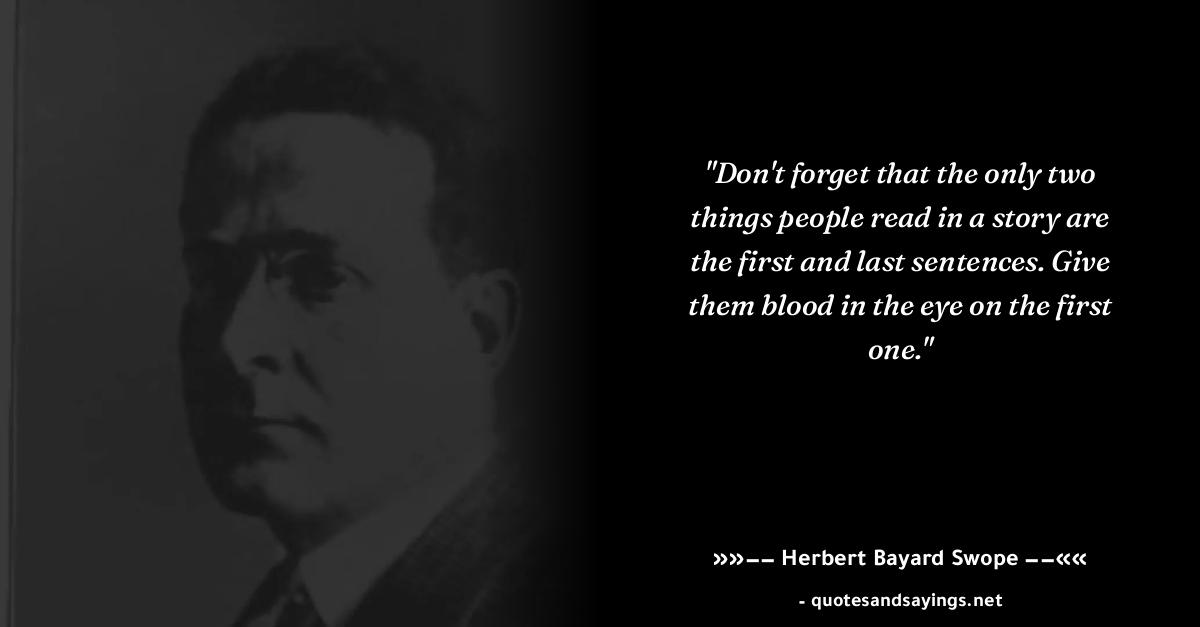 "Don't forget that the only two
things people read in a story are
the first and last sentences. Give
them blood in the eye on the first
one."
»»−− Herbert Bayard Swope −−««
- quotesandsayings.net